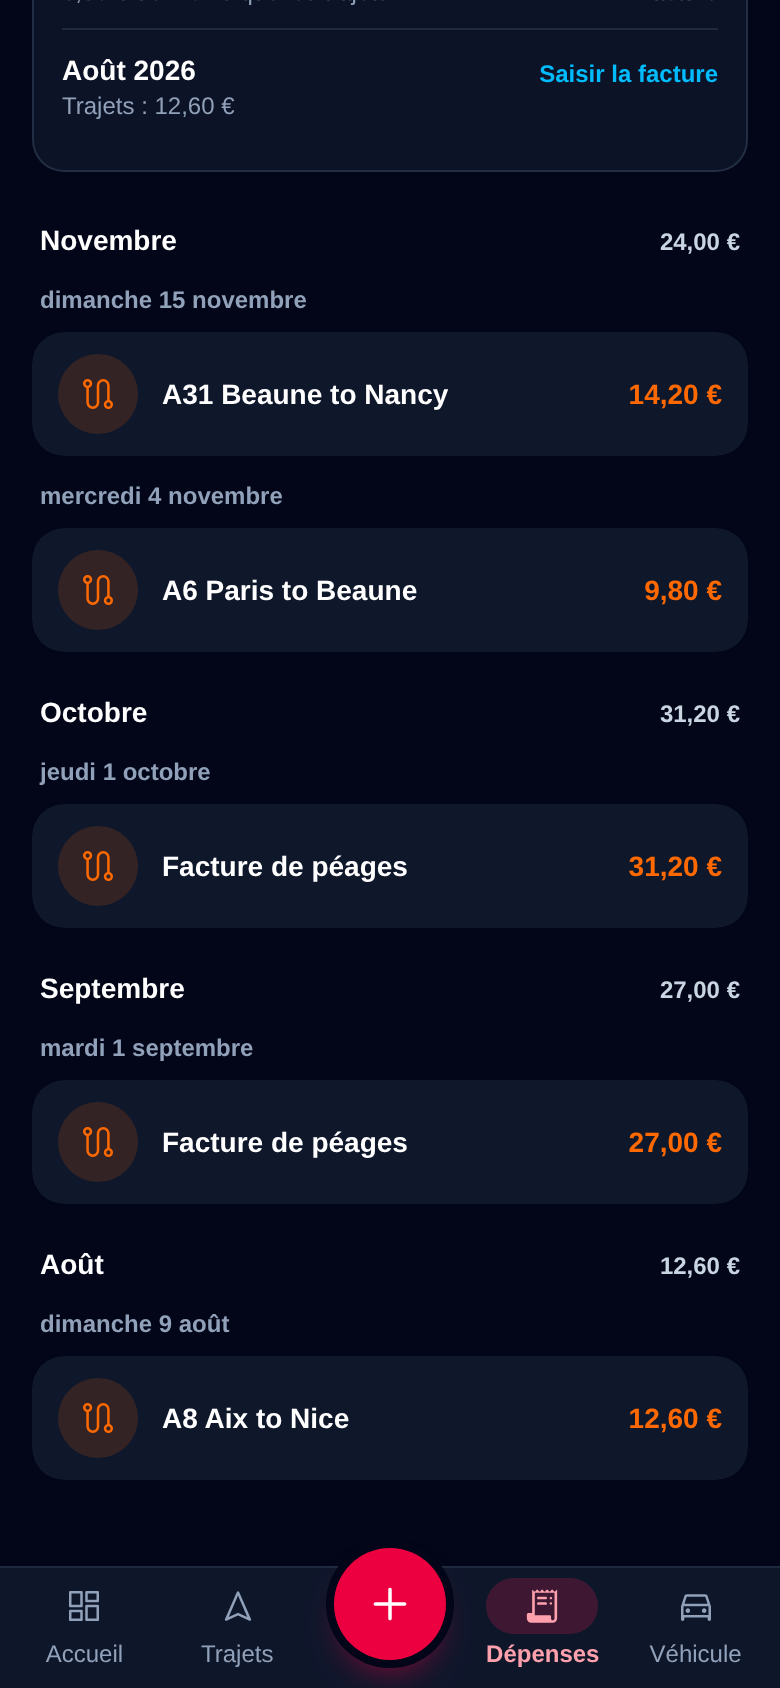 Août 2026
Saisir la facture
Trajets : 12,60 €
Novembre
24,00 €
dimanche 15 novembre
A31 Beaune to Nancy
14,20 €
mercredi 4 novembre
A6 Paris to Beaune
9,80 €
Octobre
31,20 €
jeudi 1 octobre
Facture de péages
31,20 €
Septembre
27,00 €
mardi 1 septembre
Facture de péages
27,00 €
Août
12,60 €
dimanche 9 août
A8 Aix to Nice
12,60 €
Accueil
Trajets
Dépenses
Véhicule